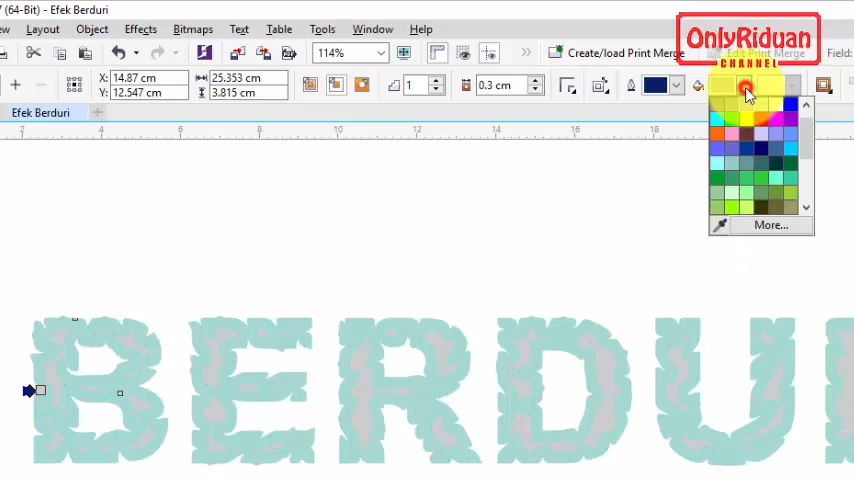 7 (64-Bit) - Efek Berduri
ew Layout Object Effects Bitmaps Text Table Tools Window Help
114% Create/load Print Merge Edit Print Merge Field:
OnlyRiduan
CHANNEL
X: 14.87 cm 25.353 cm 1 0.3 cm
Y: 12.547 cm 3.815 cm
Efek Berduri
2 4 6 8 10 12 14 16 18
More...
BERDU